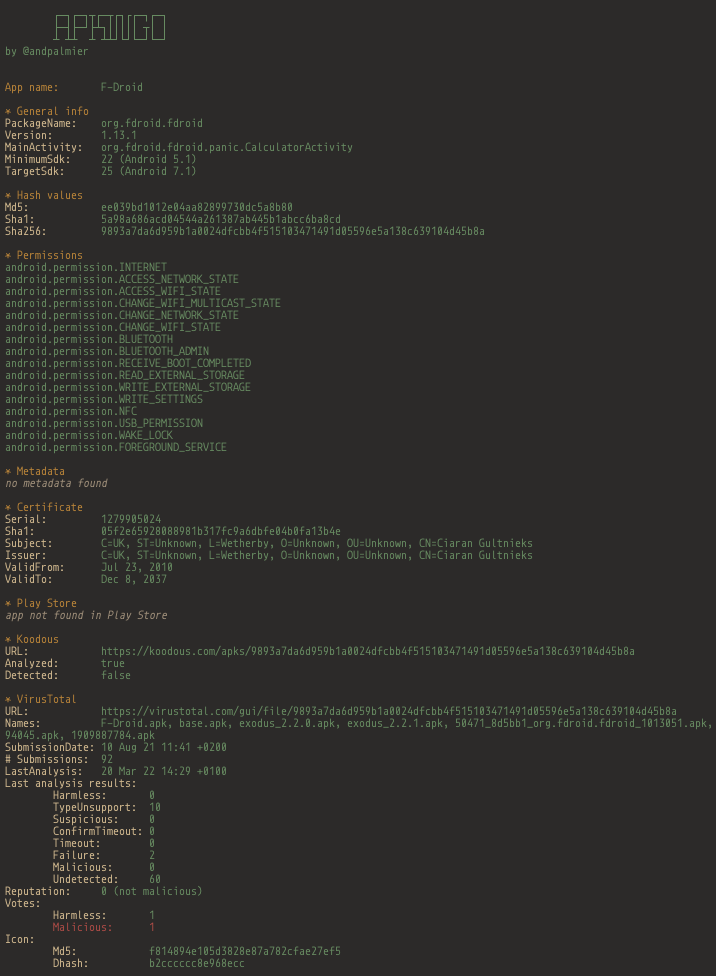 APKINGO
by @andpalmier
App name: F-Droid
* General info
PackageName: org.fdroid.fdroid
Version: 1.13.1
MainActivity: org.fdroid.fdroid.panic.CalculatorActivity
MinimumSdk: 22 (Android 5.1)
TargetSdk: 25 (Android 7.1)
* Hash values
Md5: ee039bd1012e04aa82899730dc5a8b80
Sha1: 5a98a686acd04544a261387ab445b1abcc6ba8cd
Sha256: 9893a7da6d959b1a0024dfcbb4f515103471491d05596e5a138c639104d45b8a
* Permissions
android.permission.INTERNET
android.permission.ACCESS_NETWORK_STATE
android.permission.ACCESS_WIFI_STATE
android.permission.CHANGE_WIFI_MULTICAST_STATE
android.permission.CHANGE_NETWORK_STATE
android.permission.CHANGE_WIFI_STATE
android.permission.BLUETOOTH
android.permission.BLUETOOTH_ADMIN
android.permission.RECEIVE_BOOT_COMPLETED
android.permission.READ_EXTERNAL_STORAGE
android.permission.WRITE_EXTERNAL_STORAGE
android.permission.WRITE_SETTINGS
android.permission.NFC
android.permission.USB_PERMISSION
android.permission.WAKE_LOCK
android.permission.FOREGROUND_SERVICE
* Metadata
no metadata found
* Certificate
Serial: 1279905024
Sha1: 05f2e65928088981b317fc9a6dbfe04b0fa13b4e
Subject: C=UK, ST=Unknown, L=Wetherby, O=Unknown, OU=Unknown, CN=Ciaran Gultnieks
Issuer: C=UK, ST=Unknown, L=Wetherby, O=Unknown, OU=Unknown, CN=Ciaran Gultnieks
ValidFrom: Jul 23, 2010
ValidTo: Dec 8, 2037
* Play Store
app not found in Play Store
* Koodous
URL: https://koodous.com/apks/9893a7da6d959b1a0024dfcbb4f515103471491d05596e5a138c639104d45b8a
Analyzed: true
Detected: false
* VirusTotal
URL: https://virustotal.com/gui/file/9893a7da6d959b1a0024dfcbb4f515103471491d05596e5a138c639104d45b8a
Names: F-Droid.apk, base.apk, exodus_2.2.0.apk, exodus_2.2.1.apk, 50471_8d5bb1_org.fdroid.fdroid_1013051.apk,
94045.apk, 1909887784.apk
SubmissionDate: 10 Aug 21 11:41 +0200
# Submissions: 92
LastAnalysis: 20 Mar 22 14:29 +0100
Last analysis results:
Harmless: 0
TypeUnsupport: 10
Suspicious: 0
ConfirmTimeout: 0
Timeout: 0
Failure: 2
Malicious: 0
Undetected: 60
Reputation: 0 (not malicious)
Votes:
Harmless: 1
Malicious: 1
Icon:
Md5: f814894e105d3828e87a782cfae27ef5
Dhash: b2cccccc8e968ecc